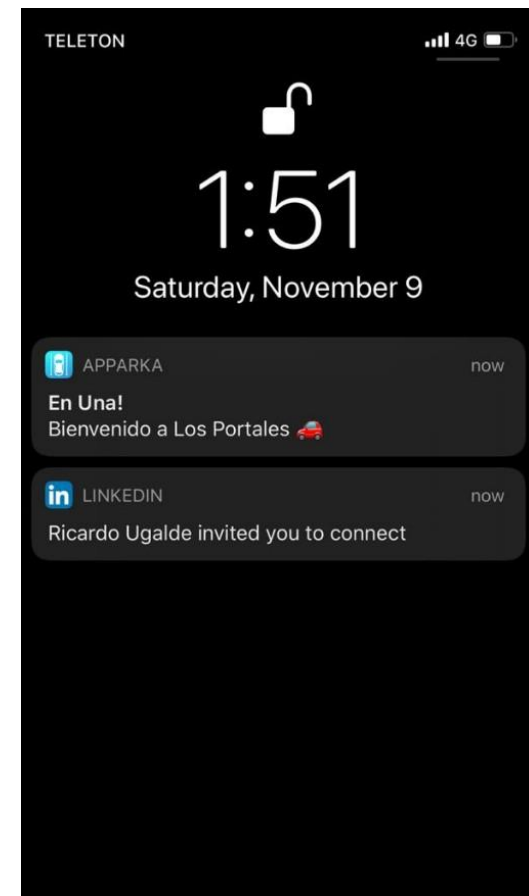 TELETON
4G
1:51
Saturday, November 9
APPARKA
now
En Una!
Bienvenido a Los Portales 🚗
in LINKEDIN
now
Ricardo Ugalde invited you to connect